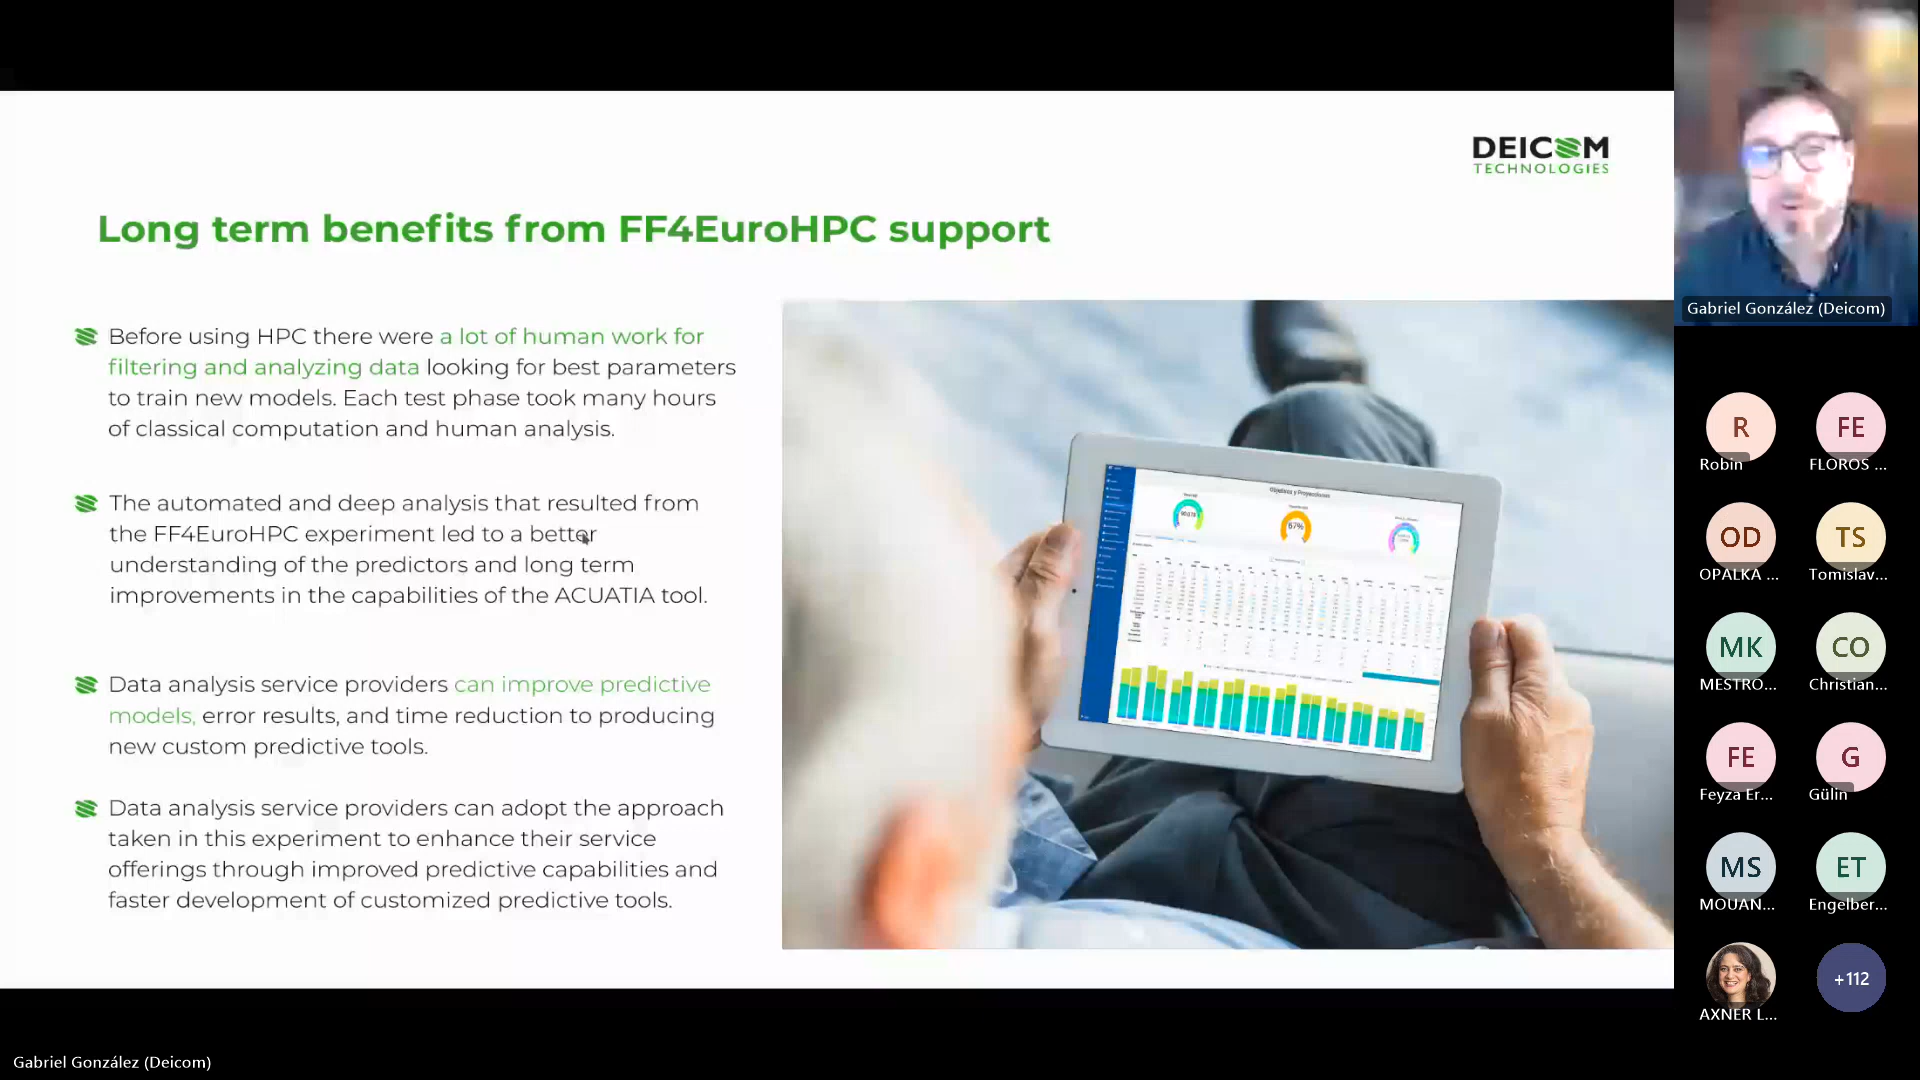 DEICOM
TECHNOLOGIES
Long term benefits from FF4EuroHPC support
Before using HPC there were a lot of human work for
filtering and analyzing data looking for best parameters
to train new models. Each test phase took many hours
of classical computation and human analysis.
The automated and deep analysis that resulted from
the FF4EuroHPC experiment led to a better
understanding of the predictors and long term
improvements in the capabilities of the ACUATIA tool.
Data analysis service providers can improve predictive
models, error results, and time reduction to producing
new custom predictive tools.
Data analysis service providers can adopt the approach
taken in this experiment to enhance their service
offerings through improved predictive capabilities and
faster development of customized predictive tools.
Objetivos y Proyecciones
67%
Gabriel González (Deicom)
R
Robin
FE
FLOROS ...
OD
OPALKA ...
TS
Tomislav...
MK
MESTRO...
CO
Christian...
FE
Feyza Er...
G
Gülin
MS
MOUAN...
ET
Engelber...
AXNER L...
+112
Gabriel González (Deicom)